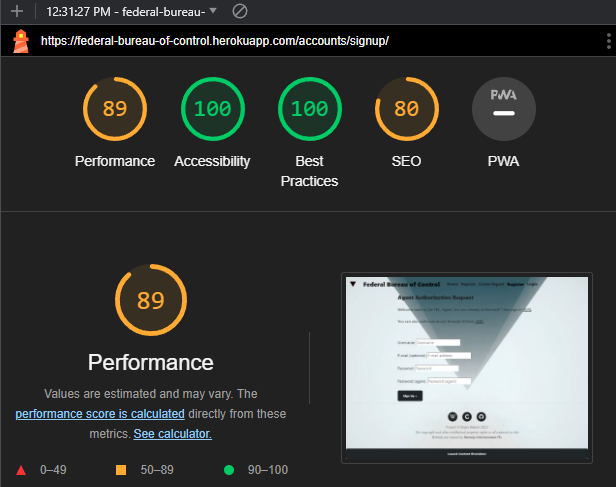 12:31:27 PM - federal-bureau-
https://federal-bureau-of-control.herokuapp.com/accounts/signup/
89
100
100
80
PWA
Performance
Accessibility
Best
Practices
SEO
PWA
89
Performance
Values are estimated and may vary. The
performance score is calculated directly from these
metrics. See calculator.
0–49
50–89
90–100
Federal Bureau of Control
Register
Agent Authorization Request
Username
E-mail (optional)
E-mail address
Password
Password (again)